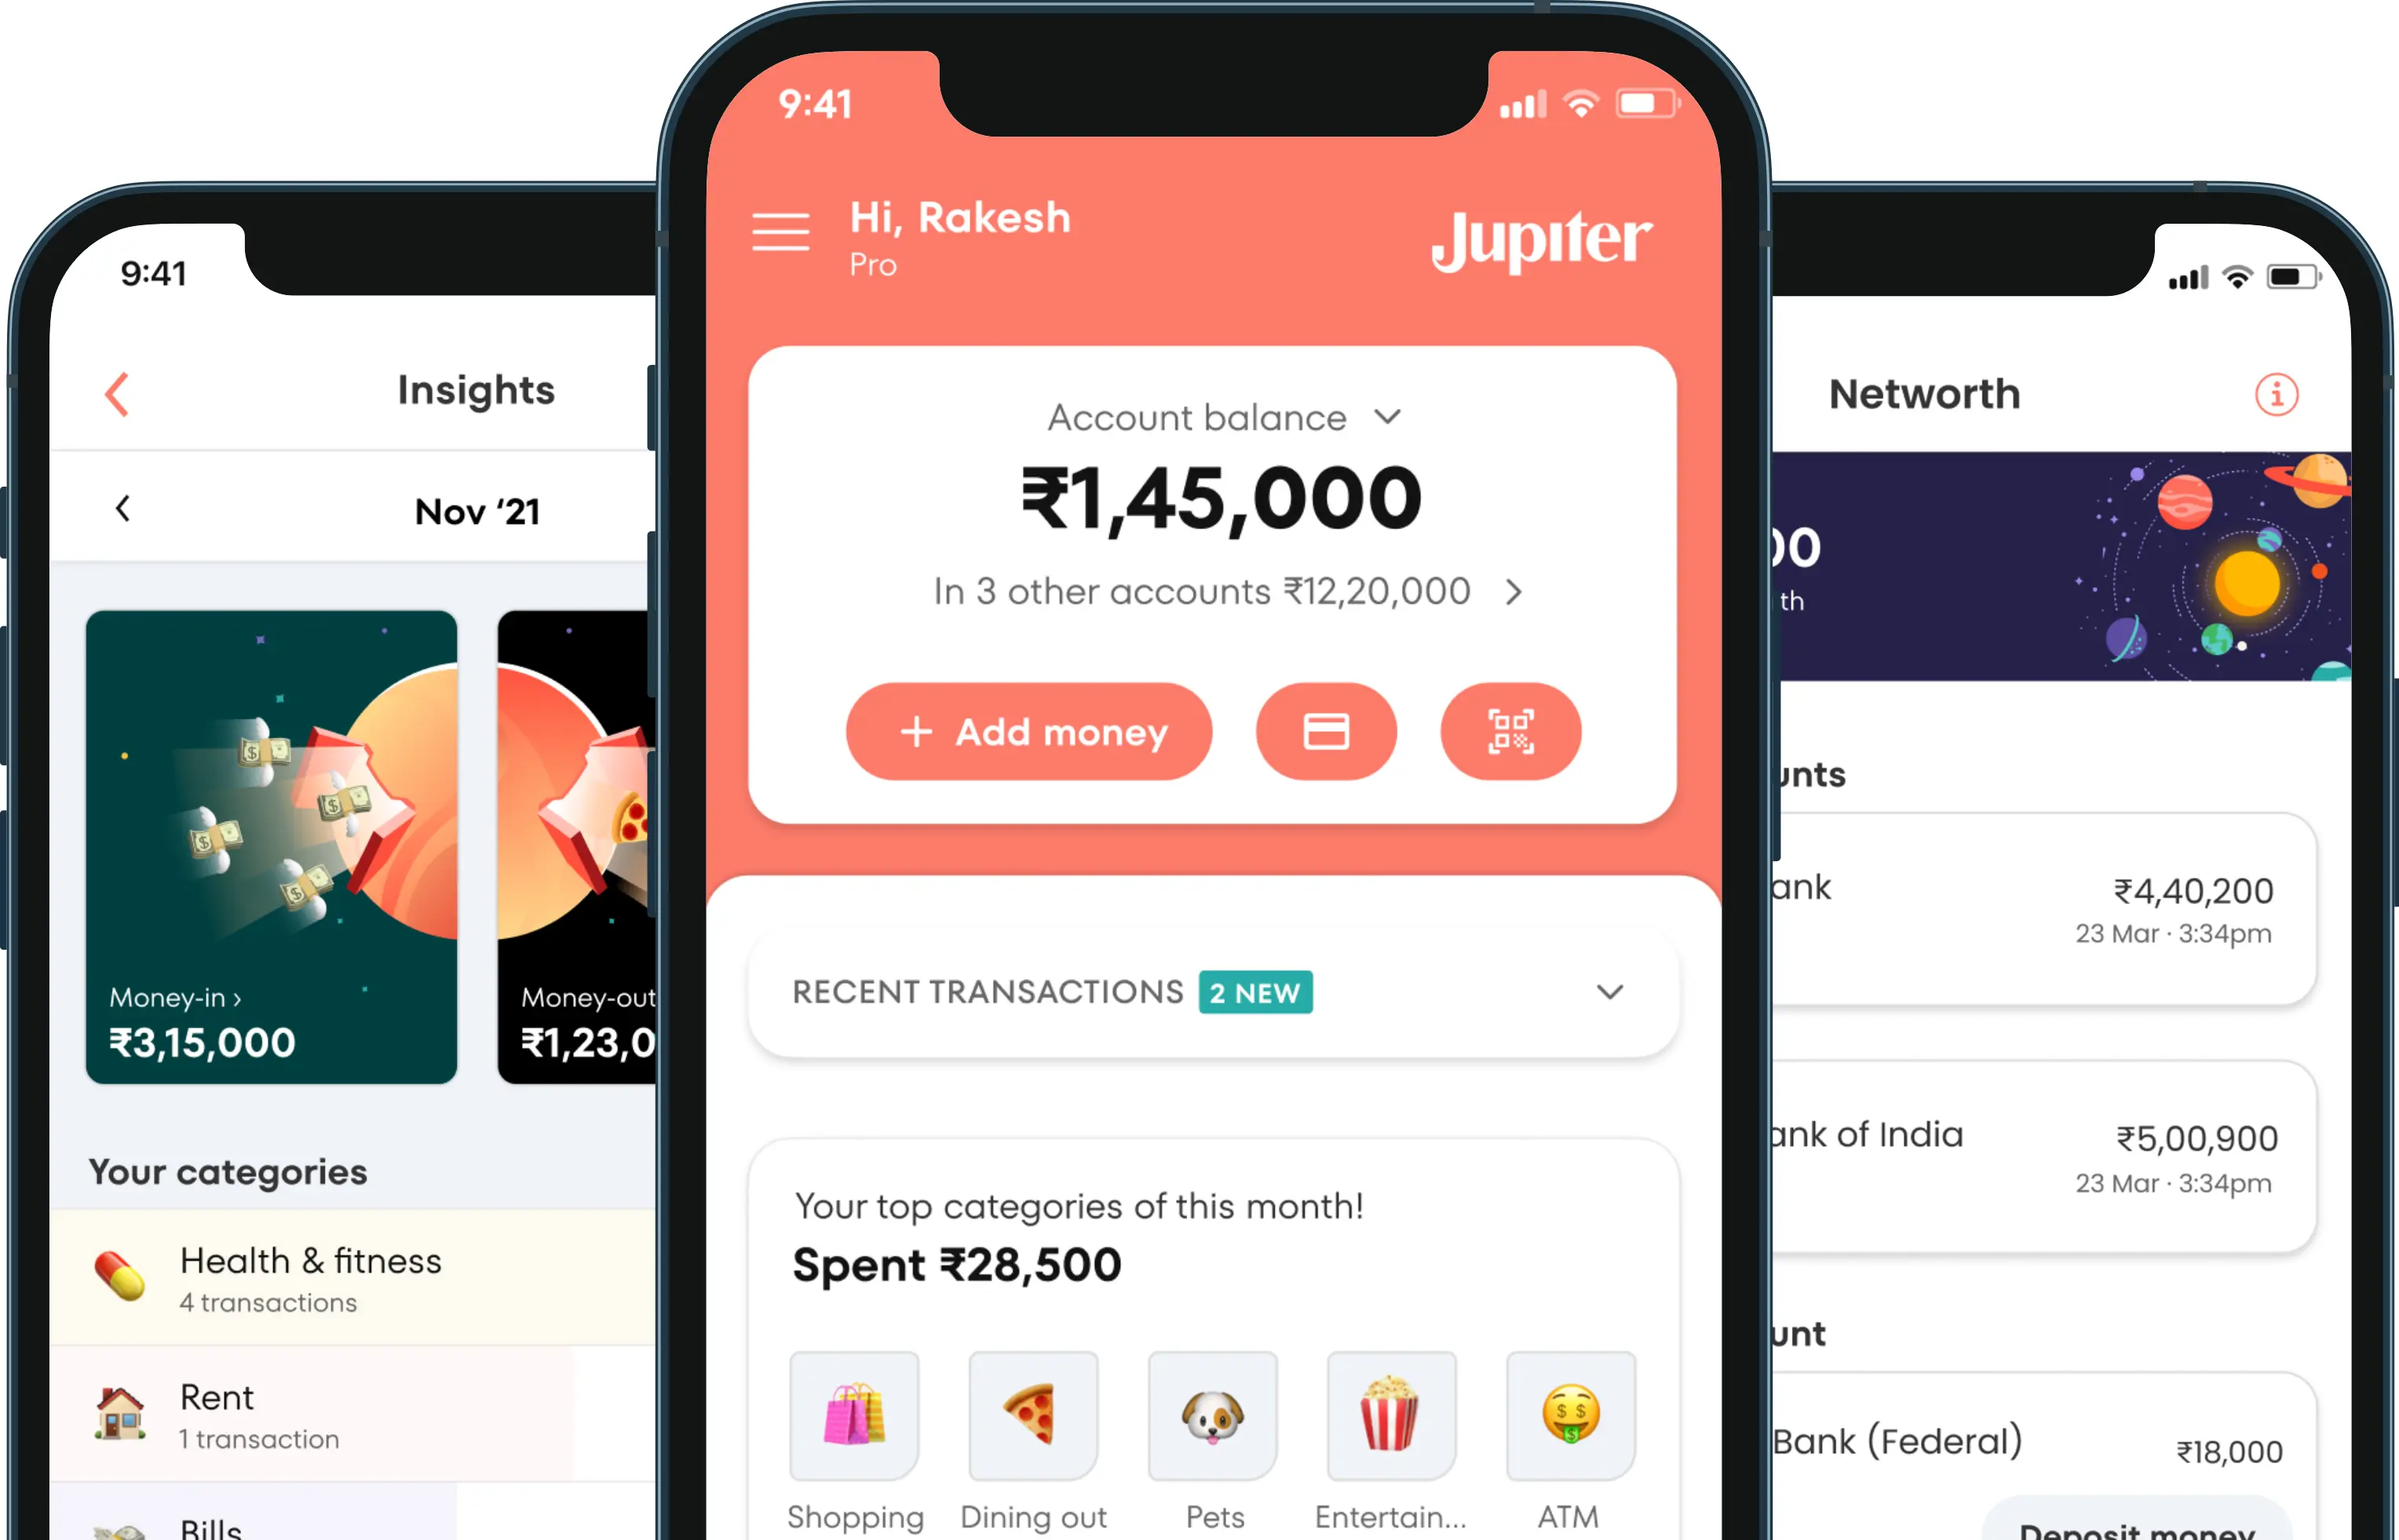 9:41
Insights
Nov ‘21
Money-in ›
₹3,15,000
Money-out
₹1,23,0
Your categories
Health & fitness
4 transactions
Rent
1 transaction
Bills
9:41
Hi, Rakesh
Pro
Jupiter
Account balance
₹1,45,000
In 3 other accounts ₹12,20,000
+ Add money
RECENT TRANSACTIONS 2 NEW
Your top categories of this month!
Spent ₹28,500
Shopping Dining out Pets Entertain... ATM
Networth
00
th
unts
ank ₹4,40,200
23 Mar · 3:34pm
ank of India ₹5,00,900
23 Mar · 3:34pm
unt
Bank (Federal) ₹18,000
Deposit money